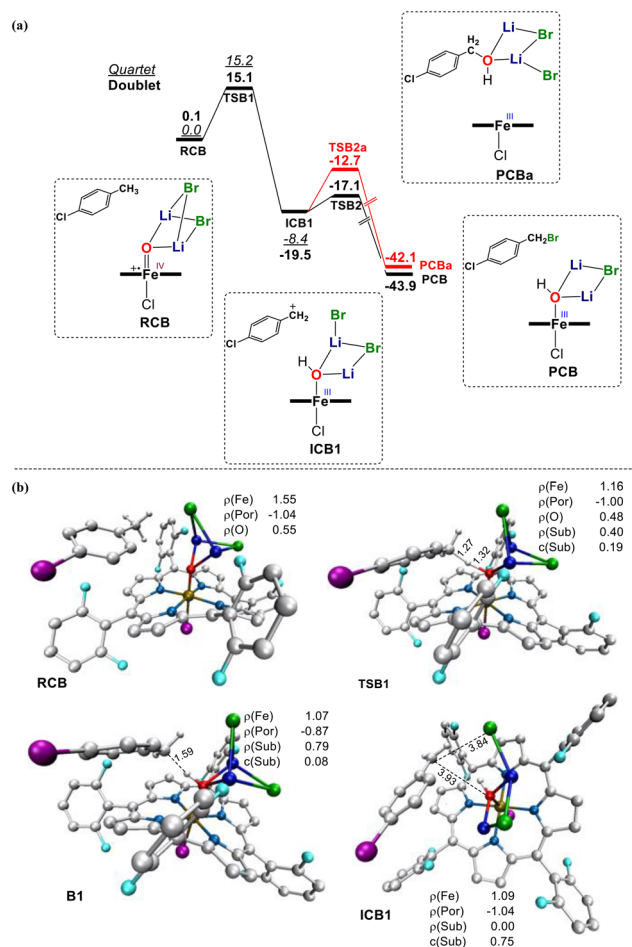 (a)
Quartet
Doublet
15.2
15.1
TSB1
0.1
0.0
RCB
TSB2a
-12.7
-17.1
TSB2
ICB1
-8.4
-19.5
-42.1
PCBa
PCB
-43.9
H2
C
Cl
O
H
Li
Br
Li
Br
III
Fe
Cl
PCBa
CH3
Cl
Br
Li
Br
Li
O
+•
IV
Fe
Cl
RCB
+
CH2
Cl
Br
Li
Br
H
O
Li
III
Fe
Cl
ICB1
CH2Br
Cl
Li
Br
H
O
Li
III
Fe
Cl
PCB
(b)
ρ(Fe) 1.55
ρ(Por) -1.04
ρ(O) 0.55
RCB
ρ(Fe) 1.16
ρ(Por) -1.00
ρ(O) 0.48
ρ(Sub) 0.40
c(Sub) 0.19
1.27
1.32
TSB1
ρ(Fe) 1.07
ρ(Por) -0.87
ρ(Sub) 0.79
c(Sub) 0.08
1.59
B1
3.84
3.93
ρ(Fe) 1.09
ρ(Por) -1.04
ρ(Sub) 0.00
c(Sub) 0.75
ICB1